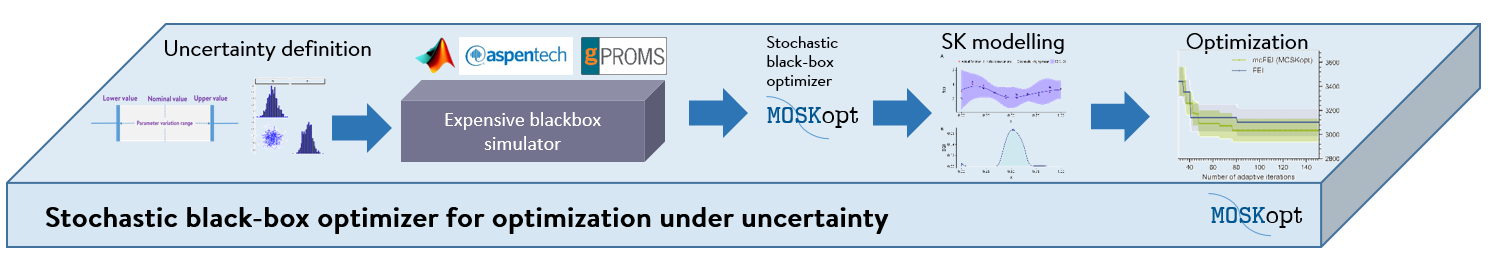 Uncertainty definition
Lower value
Nominal value
Upper value
Parameter variation range
aspentech
gPROMS
Expensive blackbox
simulator
Stochastic
black-box
optimizer
MOSKopt
SK modelling
Optimization
mcFEI (MCSKopt)
FEI
3600
3400
3200
3000
2800
40
60
80
100
120
140
Number of adaptive iterations
Stochastic black-box optimizer for optimization under uncertainty
MOSKopt